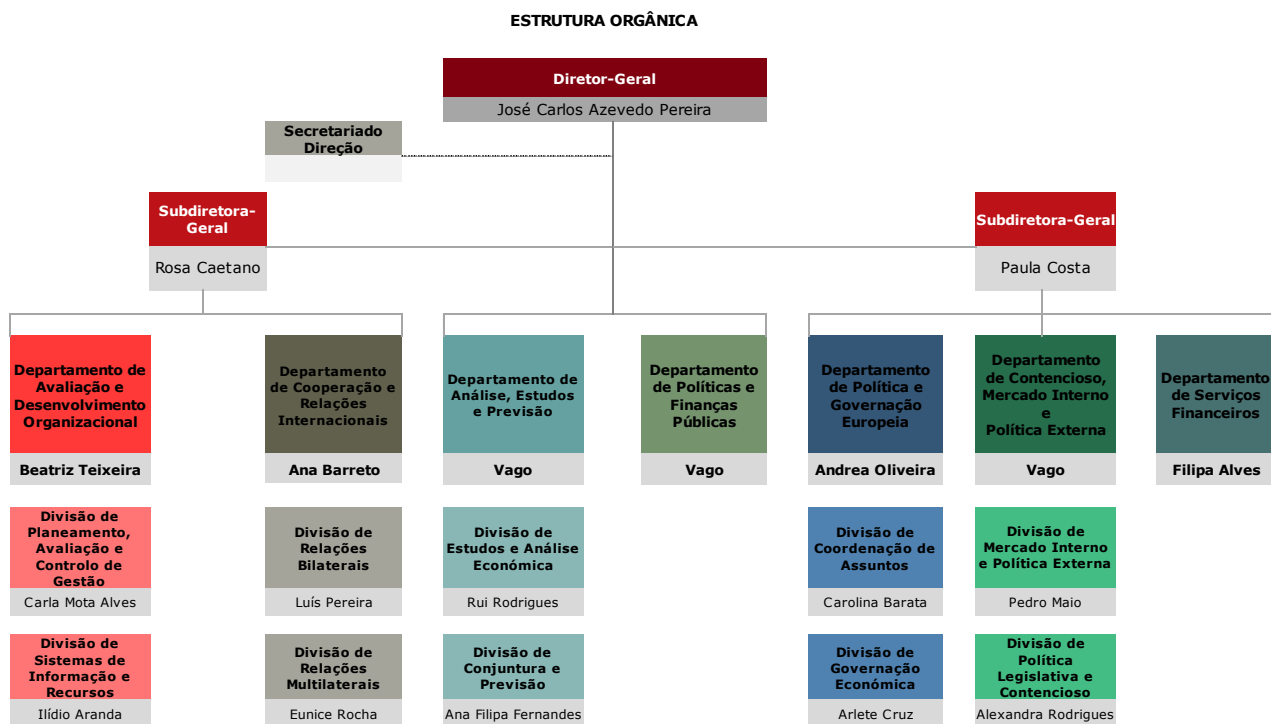 ESTRUTURA ORGÂNICA
Diretor-Geral
José Carlos Azevedo Pereira
Secretariado
Direção
Subdiretora-
Geral
Rosa Caetano
Subdiretora-Geral
Paula Costa
Departamento de
Avaliação e
Desenvolvimento
Organizacional
Beatriz Teixeira
Departamento
de Cooperação e
Relações
Internacionais
Ana Barreto
Departamento de
Análise, Estudos
e Previsão
Vago
Departamento
de Políticas e
Finanças
Públicas
Vago
Departamento
de Política e
Governação
Europeia
Andrea Oliveira
Departamento
de Contencioso,
Mercado Interno
e
Política Externa
Vago
Departamento
de Serviços
Financeiros
Filipa Alves
Divisão de
Planeamento,
Avaliação e
Controlo de
Gestão
Carla Mota Alves
Divisão de
Relações
Bilaterais
Luís Pereira
Divisão de
Estudos e Análise
Económica
Rui Rodrigues
Divisão de
Coordenação de
Assuntos
Carolina Barata
Divisão de
Mercado Interno
e Política Externa
Pedro Maio
Divisão de
Sistemas de
Informação e
Recursos
Ilídio Aranda
Divisão de
Relações
Multilaterais
Eunice Rocha
Divisão de
Conjuntura e
Previsão
Ana Filipa Fernandes
Divisão de
Governação
Económica
Arlete Cruz
Divisão de
Política
Legislativa e
Contencioso
Alexandra Rodrigues